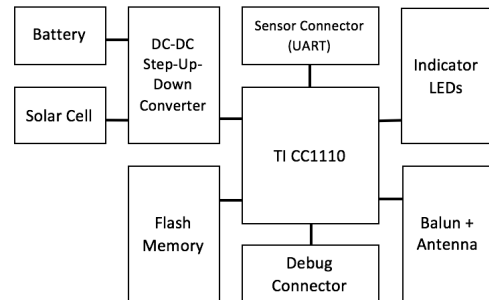 Battery
DC-DC
Step-Up-
Down
Converter
Sensor Connector
(UART)
Indicator
LEDs
Solar Cell
TI CC1110
Flash
Memory
Balun +
Antenna
Debug
Connector